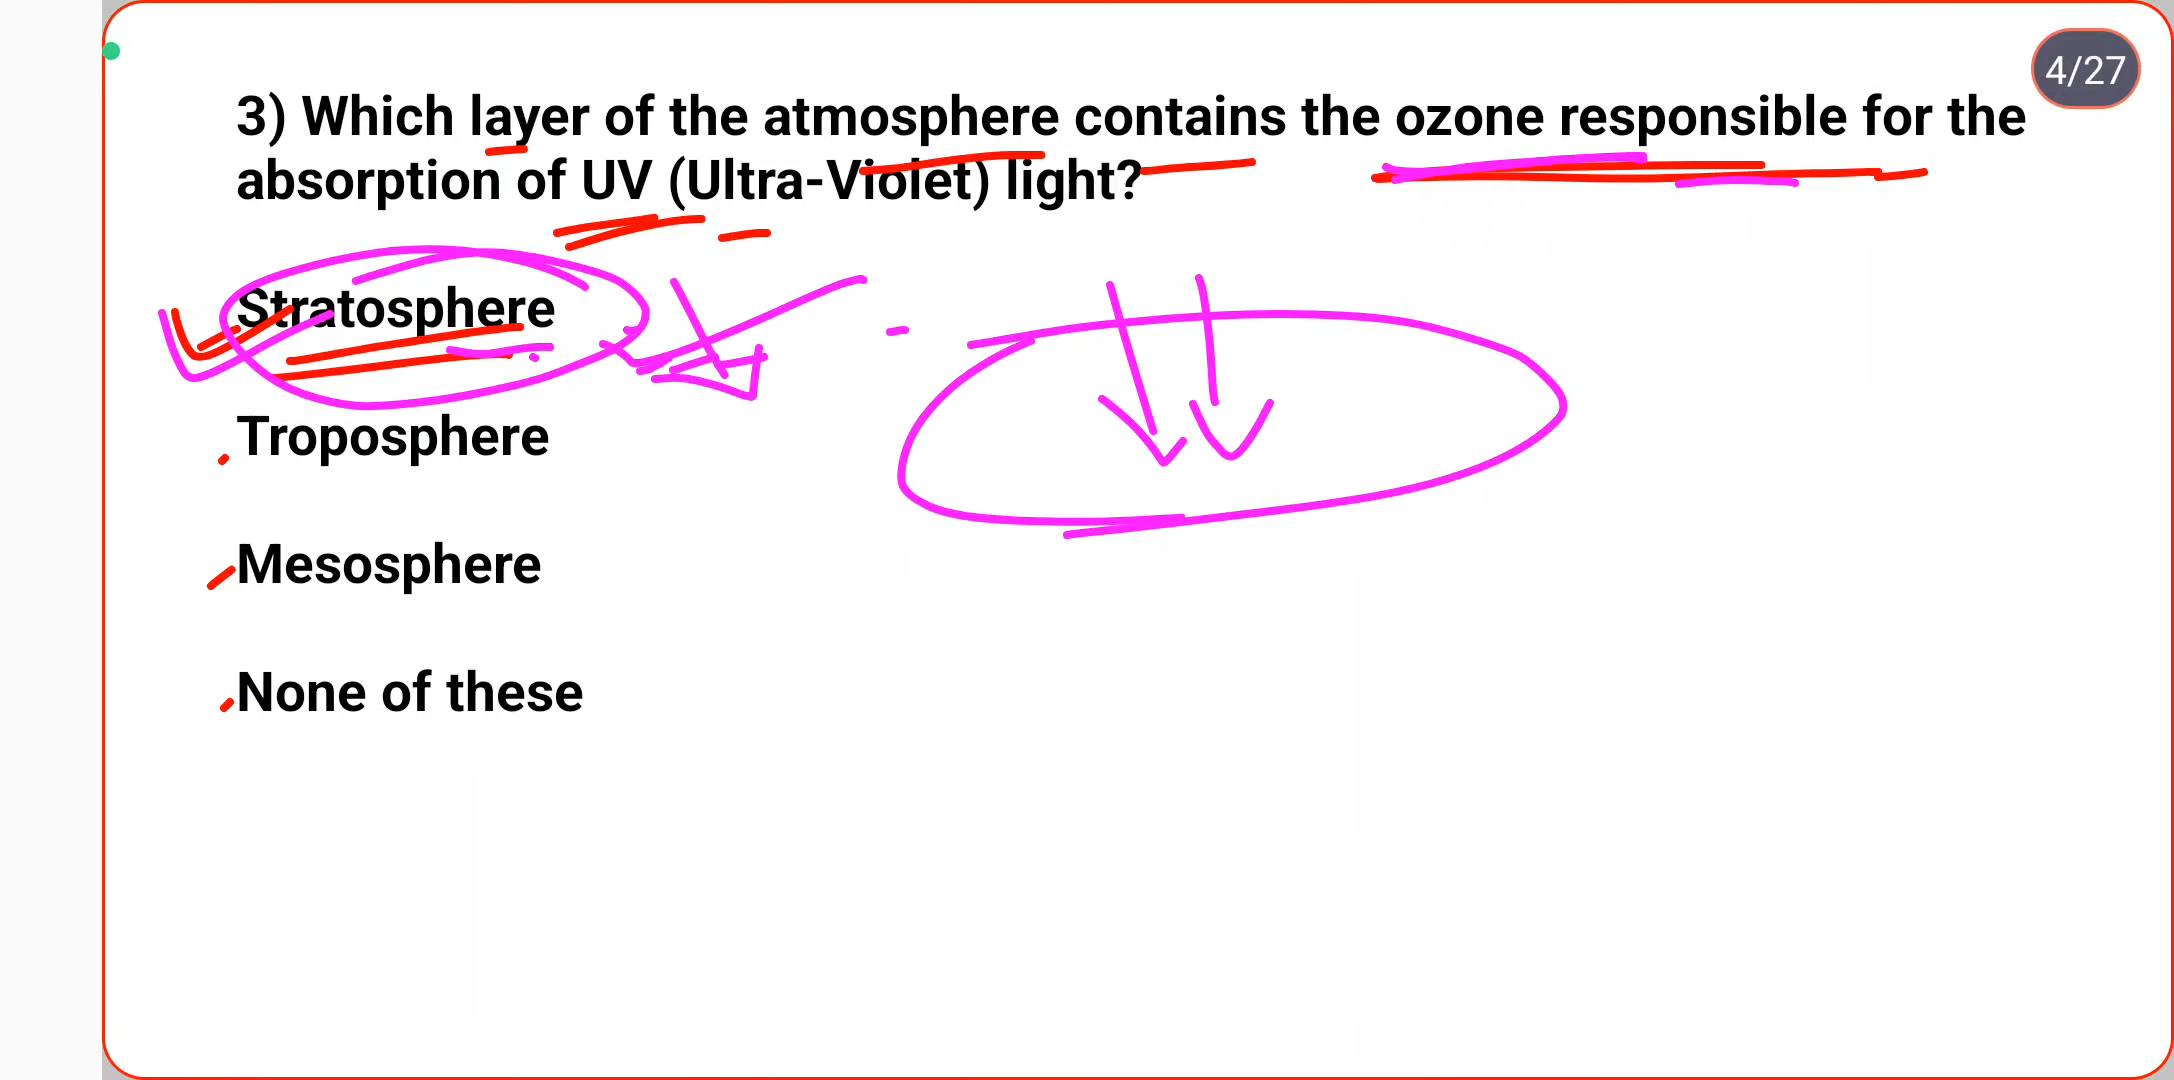 4/27
3) Which layer of the atmosphere contains the ozone responsible for the
absorption of UV (Ultra-Violet) light?
Stratosphere
Troposphere
Mesosphere
None of these